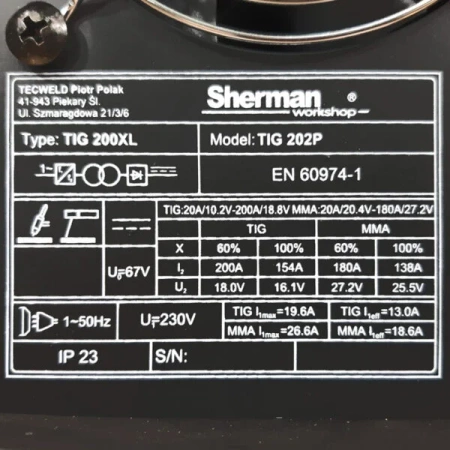 TECWELD Piotr Polak
41-943 Piekary Śl.
Ul. Szmaragdowa 21/3/6
Sherman ®
workshop
Type: TIG 200XL
Model: TIG 202P
EN 60974-1
TIG:20A/10.2V-200A/18.8V MMA:20A/20.4V-180A/27.2V
TIG MMA
X 60% 100% 60% 100%
U₀=67V
I₂ 200A 154A 180A 138A
U₂ 18.0V 16.1V 27.2V 25.5V
1~50Hz
U₁=230V
TIG I₁max=19.6A TIG I₁eff=13.0A
MMA I₁max=26.6A MMA I₁eff=18.6A
IP 23
S/N: